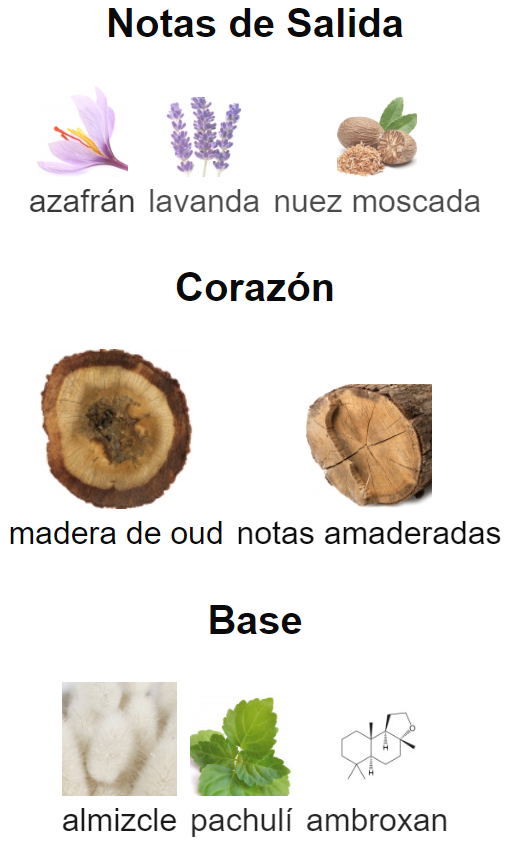 Notas de Salida
azafrán lavanda nuez moscada
Corazón
madera de oud notas amaderadas
Base
O
H
H
almizcle pachulí ambroxan